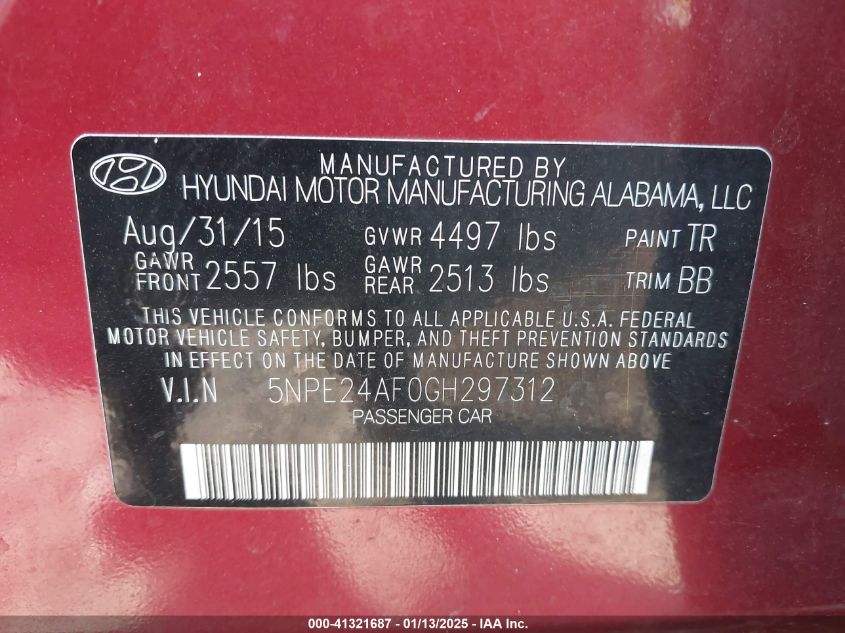 MANUFACTURED BY
HYUNDAI MOTOR MANUFACTURING ALABAMA, LLC
Aug/31/15 GVWR 4497 lbs PAINT TR
GAWR FRONT 2557 lbs GAWR REAR 2513 lbs TRIM BB
THIS VEHICLE CONFORMS TO ALL APPLICABLE U.S.A. FEDERAL
MOTOR VEHICLE SAFETY, BUMPER, AND THEFT PREVENTION STANDARDS
IN EFFECT ON THE DATE OF MANUFACTURE SHOWN ABOVE
V.I.N 5NPE24AF0GH297312
PASSENGER CAR
000-41321687 - 01/13/2025 - IAA Inc.